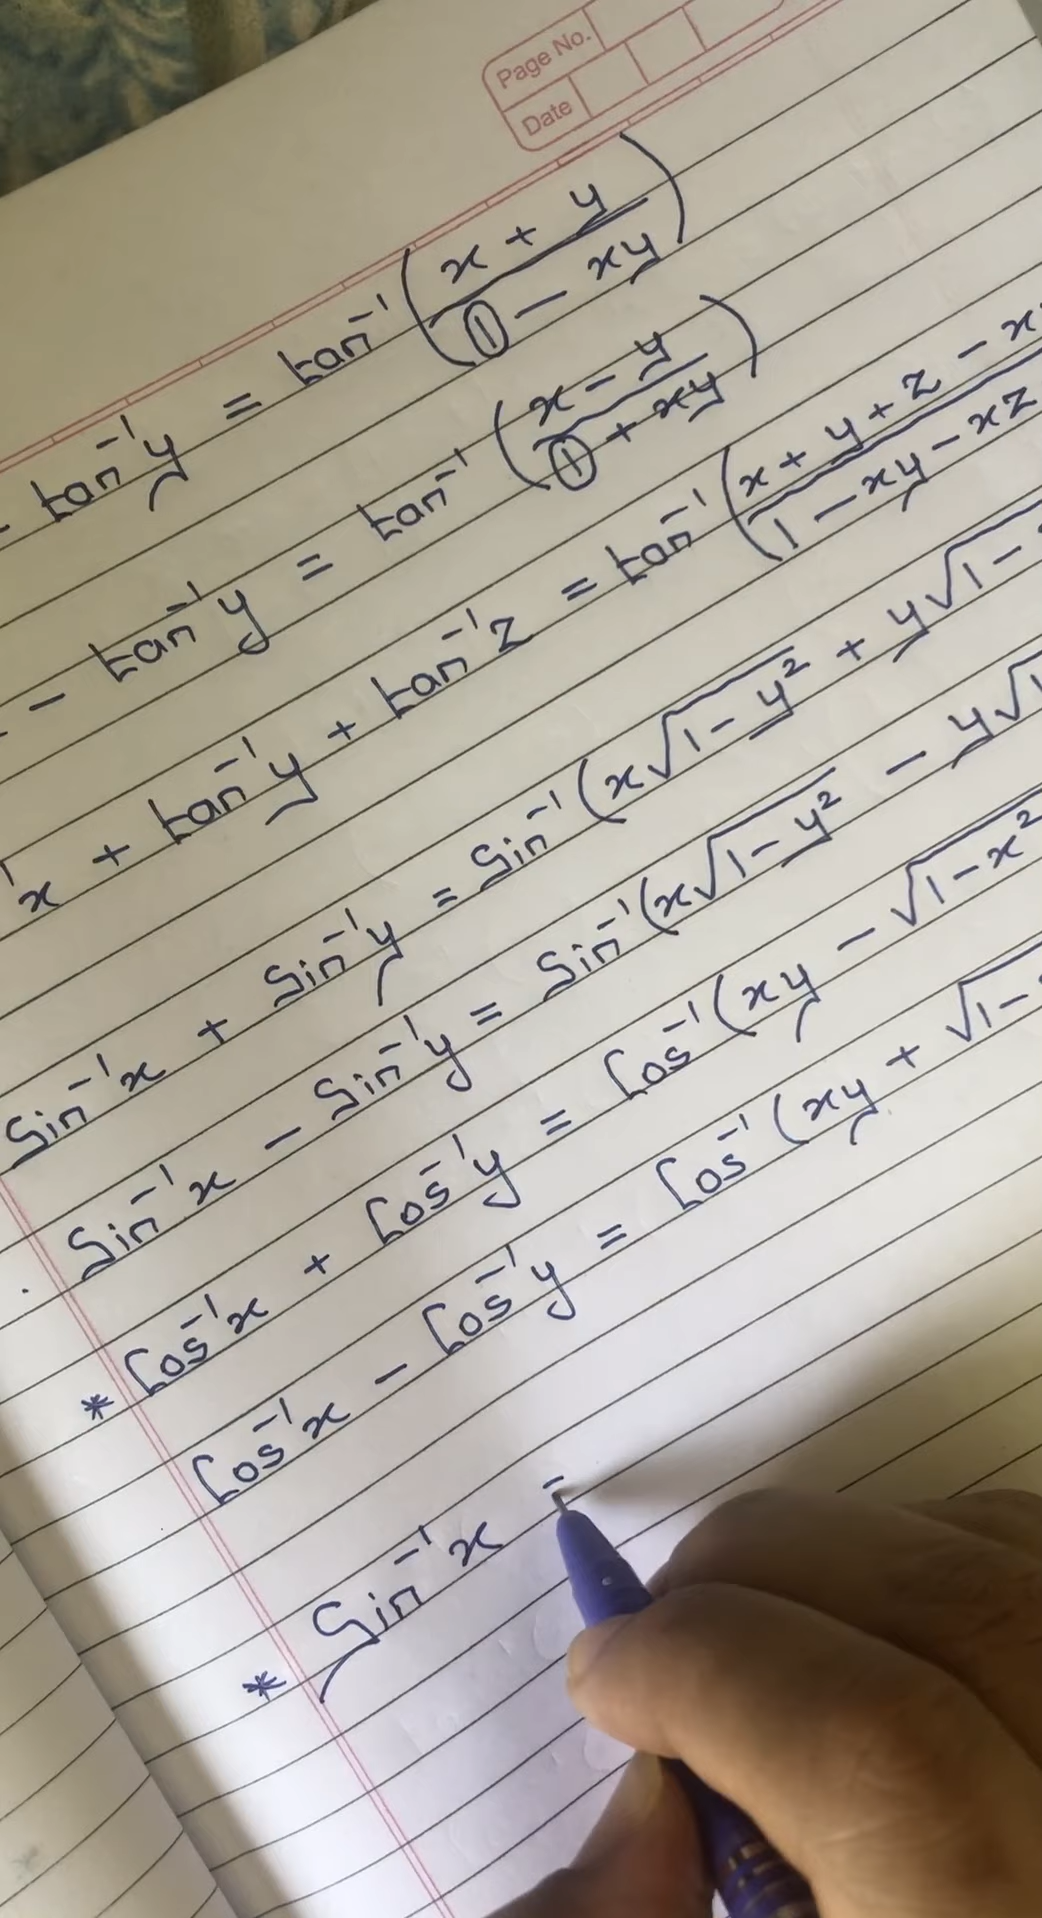 Page No.
Date
- tan⁻¹y = tan⁻¹((x + y)/(1 - xy))
- tan⁻¹y = tan⁻¹((x - y)/(1 + xy))
⁻¹x + tan⁻¹y + tan⁻¹z = tan⁻¹((x + y + z - x)/(1 - xy - xz
Sin⁻¹x + Sin⁻¹y = Sin⁻¹(x√(1 - y²) + y√1 -
Sin⁻¹x - Sin⁻¹y = Sin⁻¹(x√(1 - y²) - y√1
* Cos⁻¹x + Cos⁻¹y = Cos⁻¹(xy - √1 - x²
Cos⁻¹x - Cos⁻¹y = Cos⁻¹(xy + √1 -
* Sin⁻¹x =